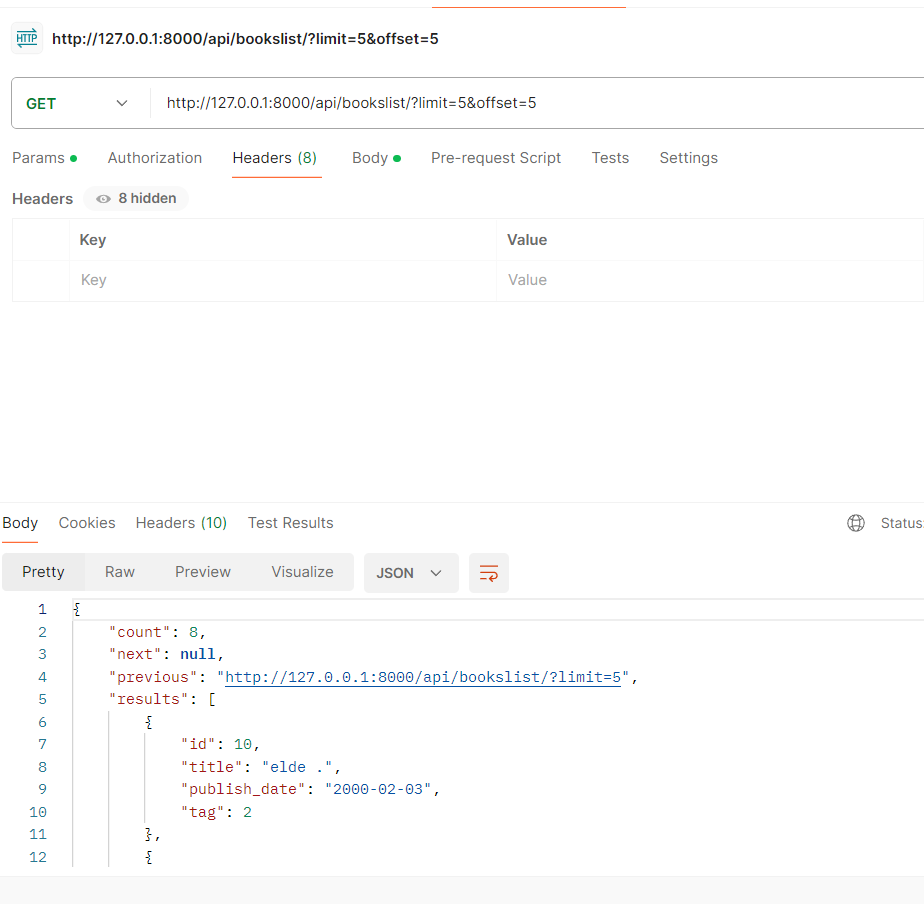 HTTP http://127.0.0.1:8000/api/bookslist/?limit=5&offset=5
GET http://127.0.0.1:8000/api/bookslist/?limit=5&offset=5
Params Authorization Headers (8) Body Pre-request Script Tests Settings
Headers 8 hidden
Key Value
Key Value
Body Cookies Headers (10) Test Results Status:
Pretty Raw Preview Visualize JSON
1 {
2 "count": 8,
3 "next": null,
4 "previous": "http://127.0.0.1:8000/api/bookslist/?limit=5",
5 "results": [
6 {
7 "id": 10,
8 "title": "elde .",
9 "publish_date": "2000-02-03",
10 "tag": 2
11 },
12 {